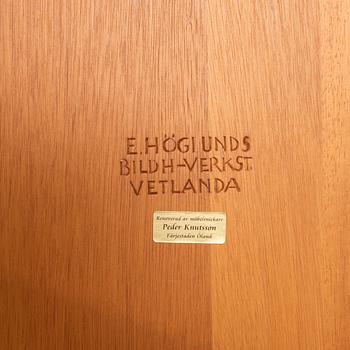 E. HÖGLUNDS
BILDH-VERKST.
VETLANDA
Renoverad av möbelsnickare
Peder Knutsson
Färjestaden Öland